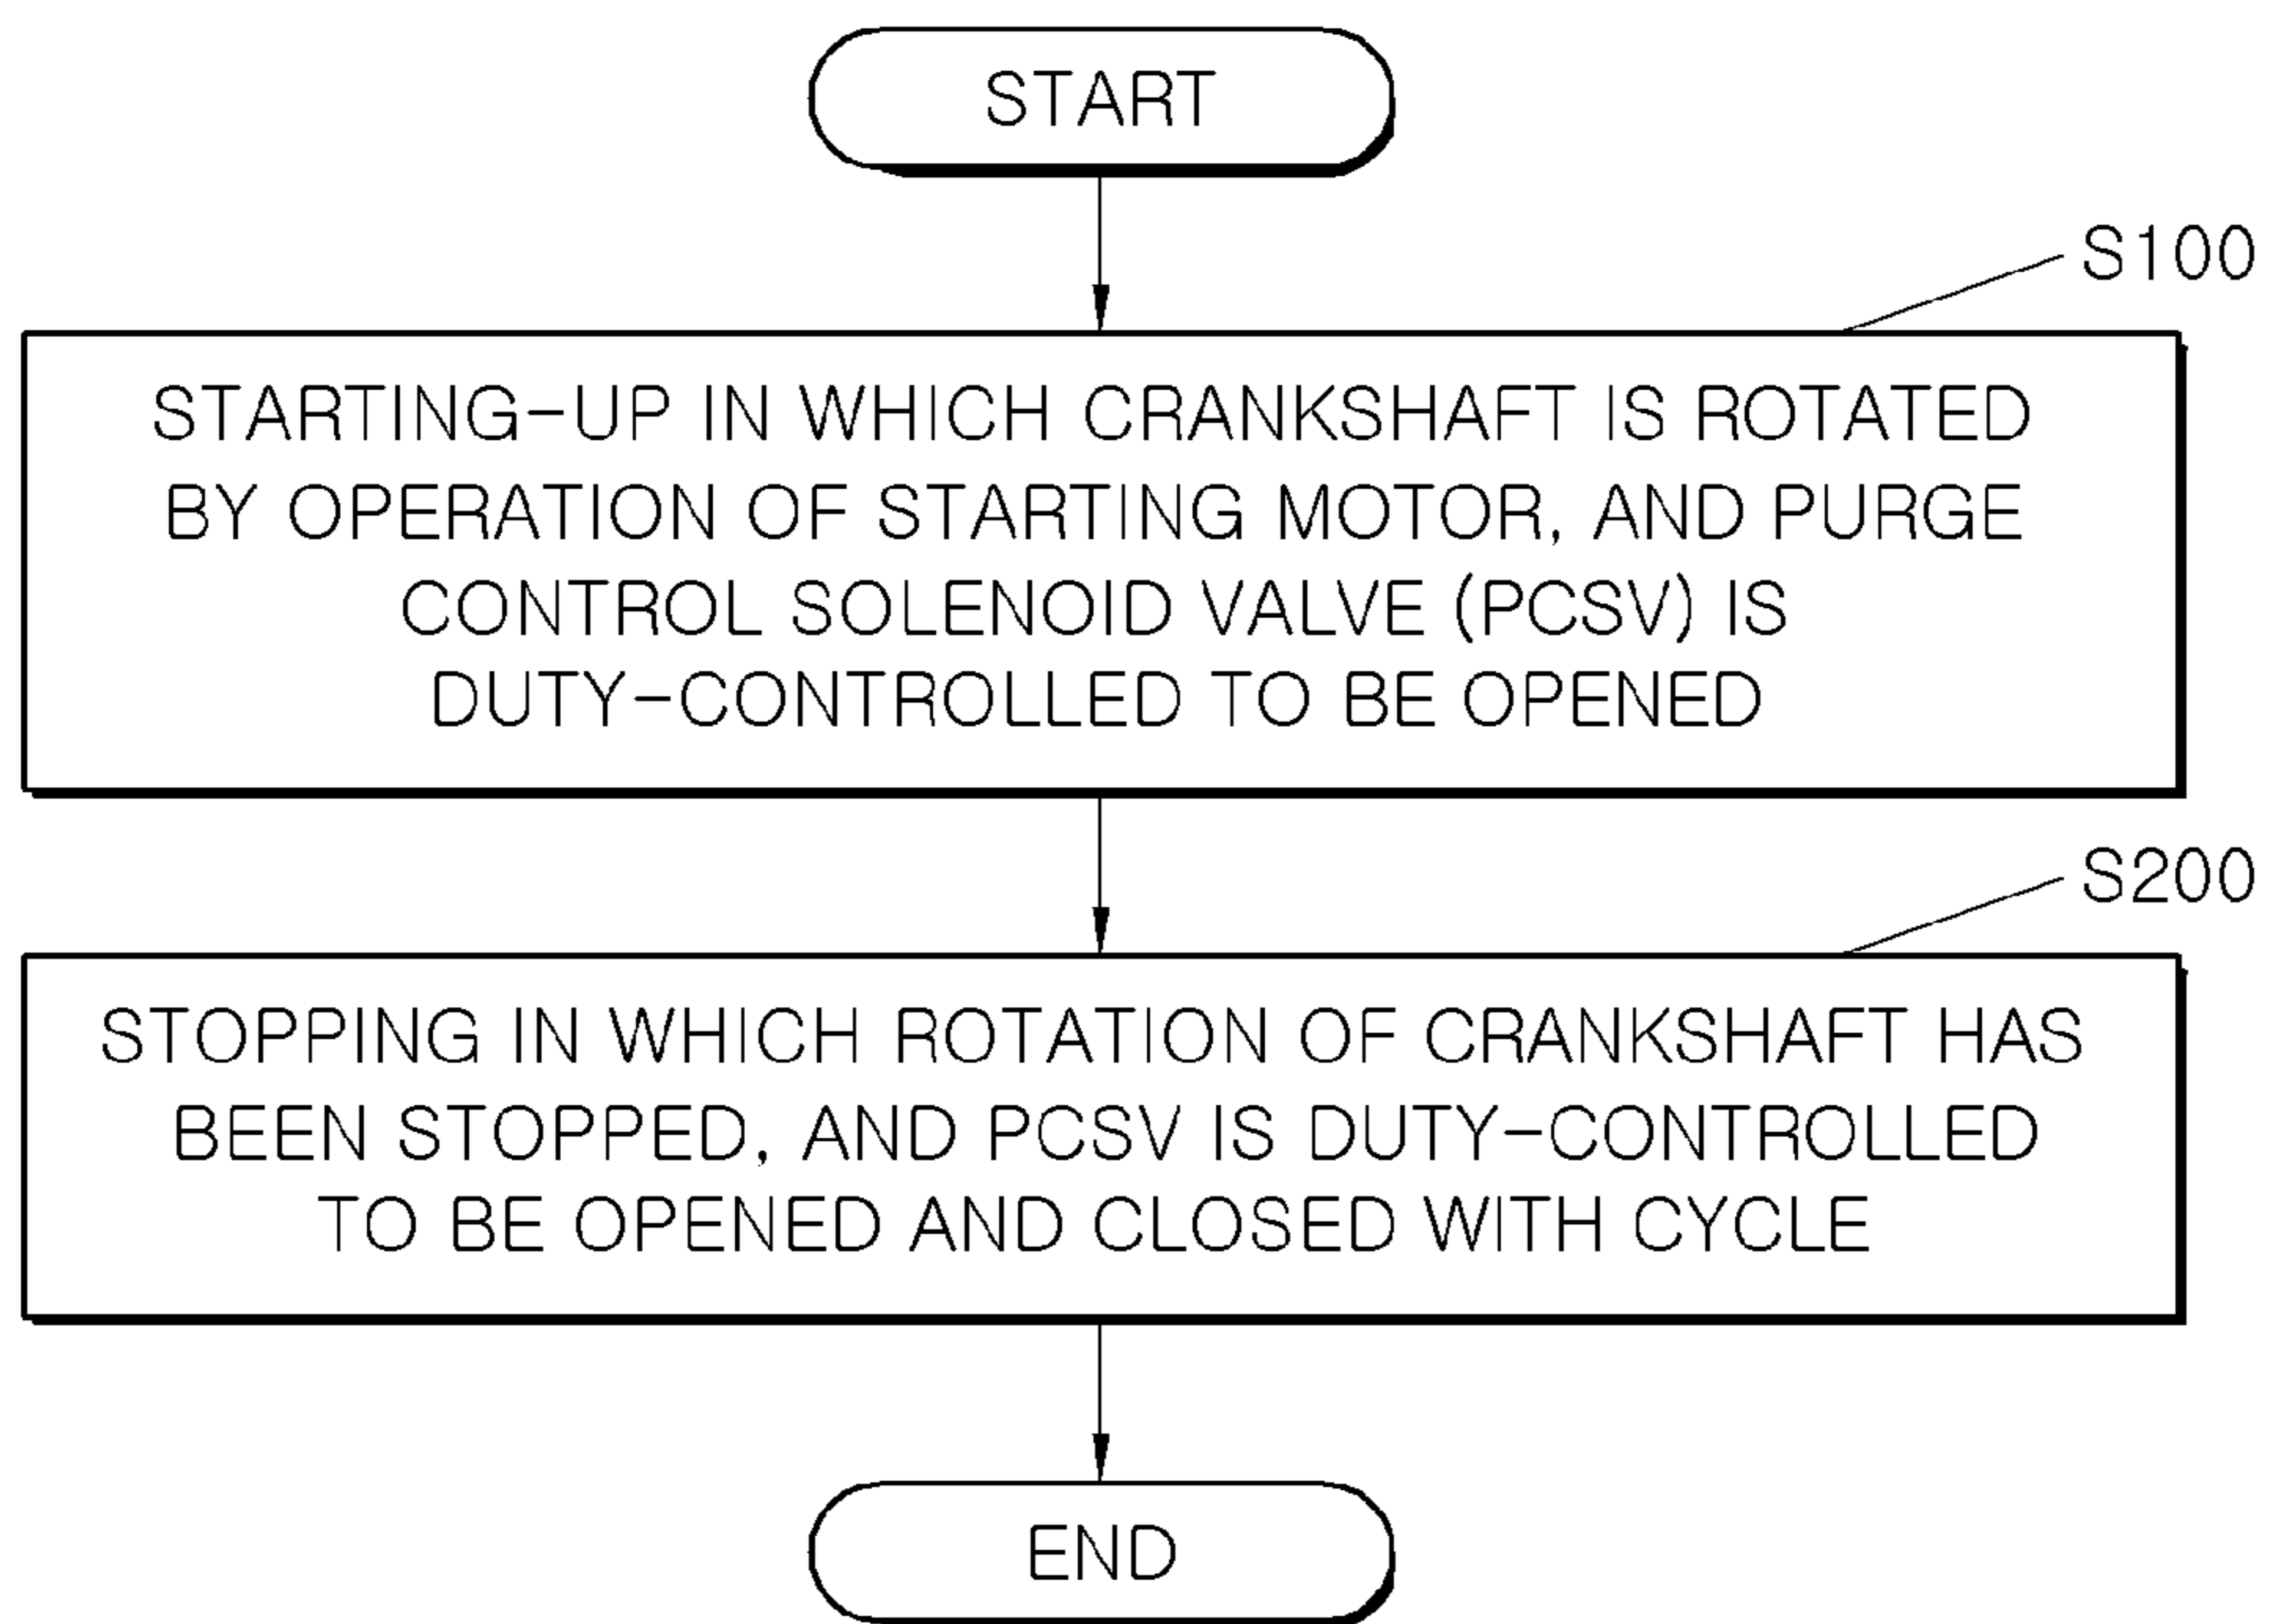 START
S100
STARTING-UP IN WHICH CRANKSHAFT IS ROTATED
BY OPERATION OF STARTING MOTOR, AND PURGE
CONTROL SOLENOID VALVE (PCSV) IS
DUTY-CONTROLLED TO BE OPENED
S200
STOPPING IN WHICH ROTATION OF CRANKSHAFT HAS
BEEN STOPPED, AND PCSV IS DUTY-CONTROLLED
TO BE OPENED AND CLOSED WITH CYCLE
END